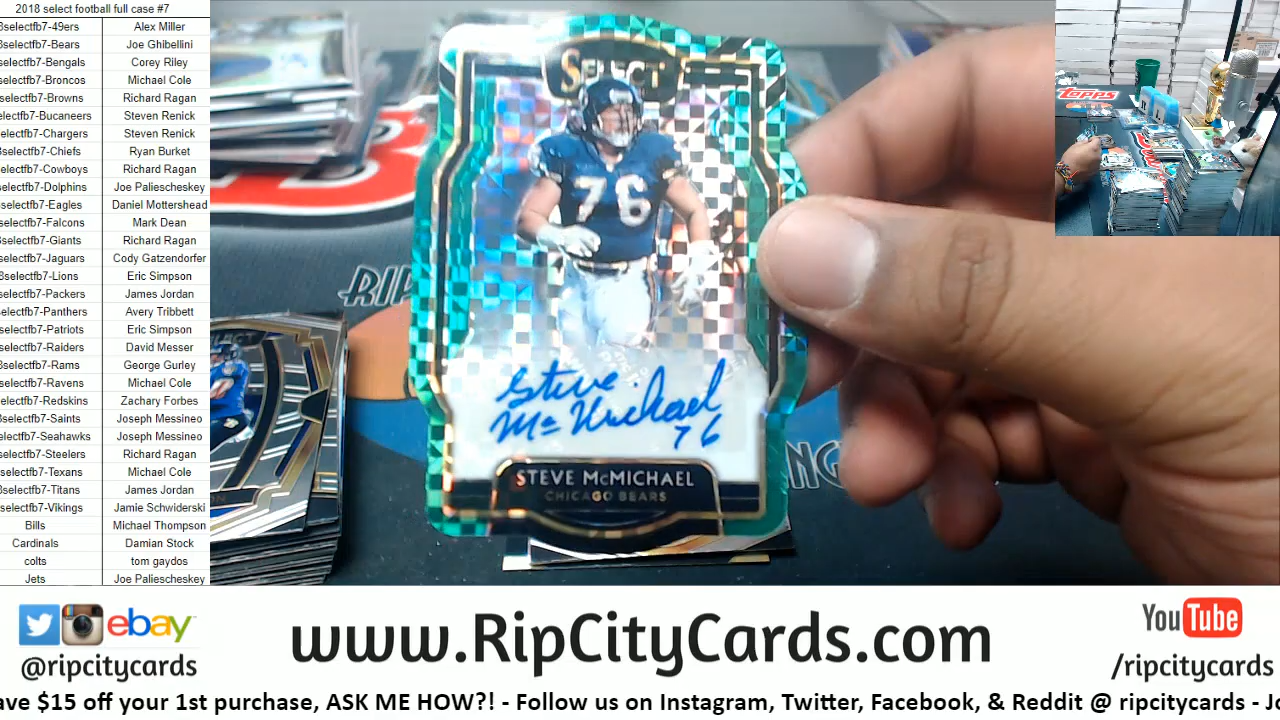 2018 select football full case #7
8selectfb7-49ers Alex Miller
8selectfb7-Bears Joe Ghibellini
selectfb7-Bengals Corey Riley
selectfb7-Broncos Michael Cole
selectfb7-Browns Richard Ragan
electfb7-Bucaneers Steven Renick
electfb7-Chargers Steven Renick
selectfb7-Chiefs Ryan Burket
electfb7-Cowboys Richard Ragan
electfb7-Dolphins Joe Paliescheskey
selectfb7-Eagles Daniel Mottershead
selectfb7-Falcons Mark Dean
selectfb7-Giants Richard Ragan
selectfb7-Jaguars Cody Gatzendorfer
8selectfb7-Lions Eric Simpson
selectfb7-Packers James Jordan
selectfb7-Panthers Avery Tribbett
selectfb7-Patriots Eric Simpson
selectfb7-Raiders David Messer
8selectfb7-Rams George Gurley
selectfb7-Ravens Michael Cole
electfb7-Redskins Zachary Forbes
8selectfb7-Saints Joseph Messineo
electfb7-Seahawks Joseph Messineo
electfb7-Steelers Richard Ragan
selectfb7-Texans Michael Cole
8selectfb7-Titans James Jordan
selectfb7-Vikings Jamie Schwiderski
Bills Michael Thompson
Cardinals Damian Stock
colts tom gaydos
Jets Joe Paliescheskey
SELECT
76
Steve
McMichael
76
STEVE McMICHAEL
CHICAGO BEARS
RIP
NG
topps
ebay
@ripcitycards
www.RipCityCards.com
YouTube
/ripcitycards
ave $15 off your 1st purchase, ASK ME HOW?! - Follow us on Instagram, Twitter, Facebook, & Reddit @ ripcitycards - Jo